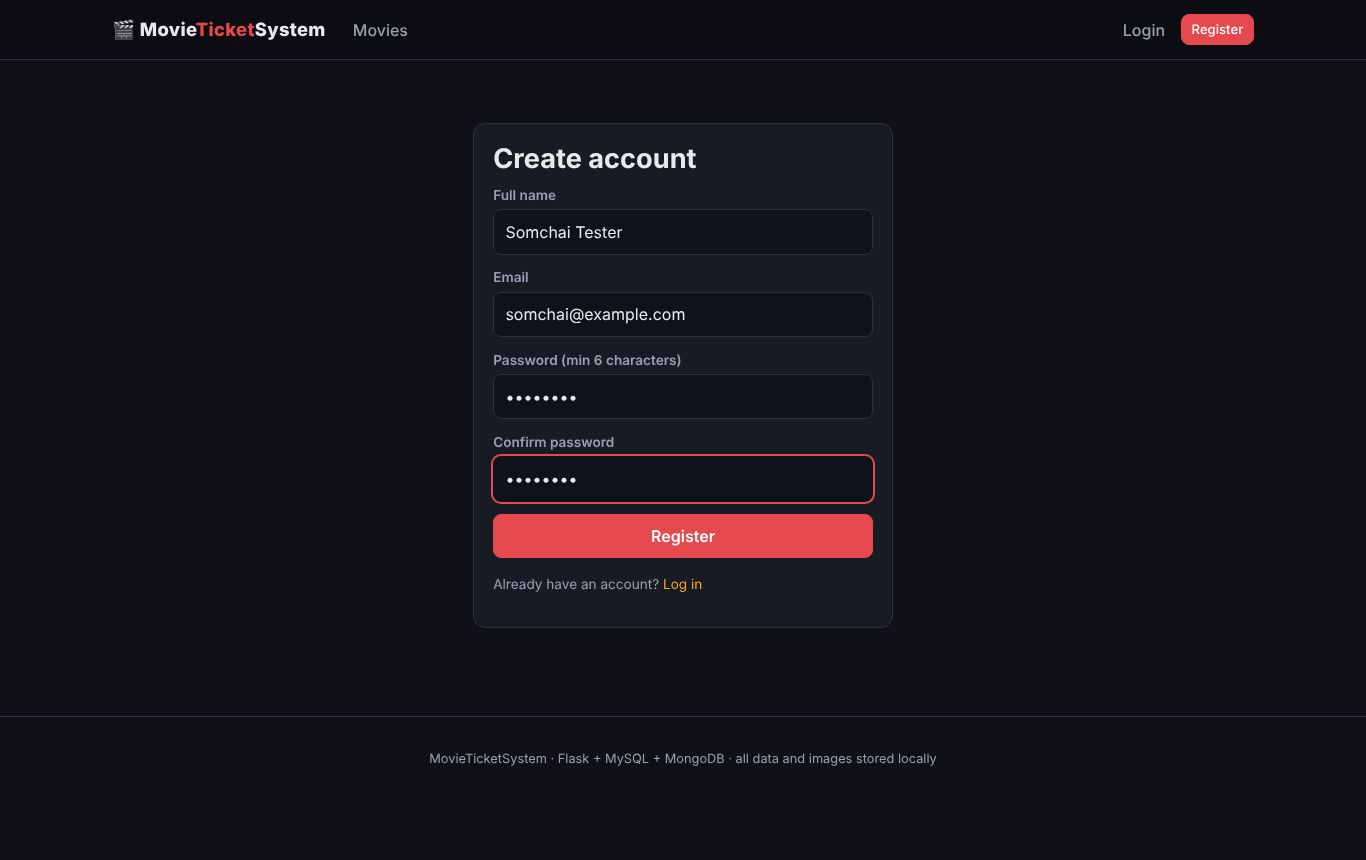 MovieTicketSystem Movies Login Register
Create account
Full name
Somchai Tester
Email
somchai@example.com
Password (min 6 characters)
••••••••
Confirm password
••••••••
Register
Already have an account? Log in
MovieTicketSystem · Flask + MySQL + MongoDB · all data and images stored locally